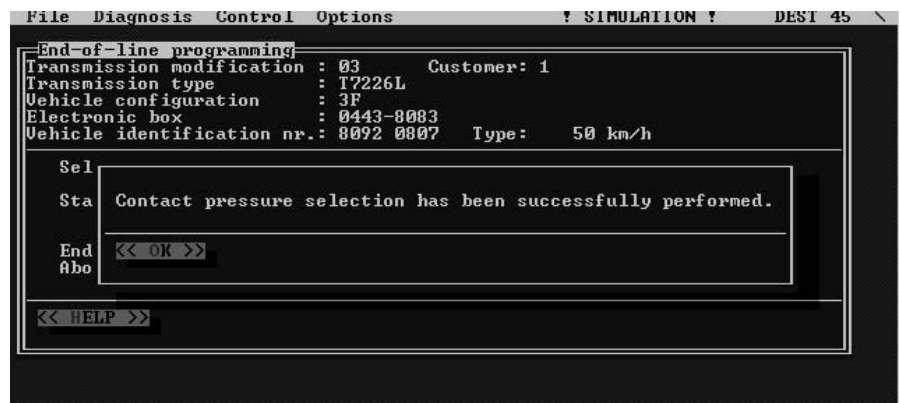 File Diagnosis Control Options ! SIMULATION ! DEST 45 \
End-of-line programming
Transmission modification : 03 Customer: 1
Transmission type : T7226L
Vehicle configuration : 3F
Electronic box : 0443-8083
Vehicle identification nr.: 8092 0807 Type: 50 km/h
Sel
Sta
Contact pressure selection has been successfully performed.
End
<< OK >>
Abo
<< HELP >>